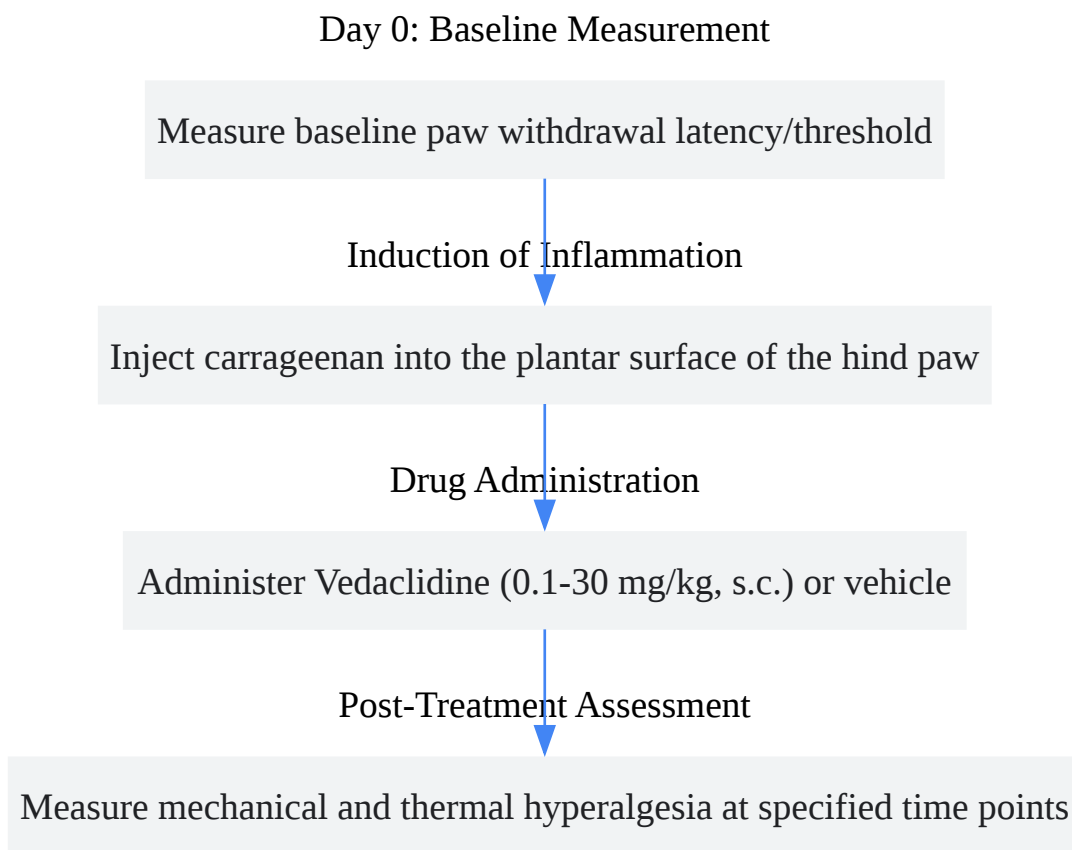 Day 0: Baseline Measurement
Measure baseline paw withdrawal latency/threshold
Induction of Inflammation
Inject carrageenan into the plantar surface of the hind paw
Drug Administration
Administer Vedaclidine (0.1-30 mg/kg, s.c.) or vehicle
Post-Treatment Assessment
Measure mechanical and thermal hyperalgesia at specified time points